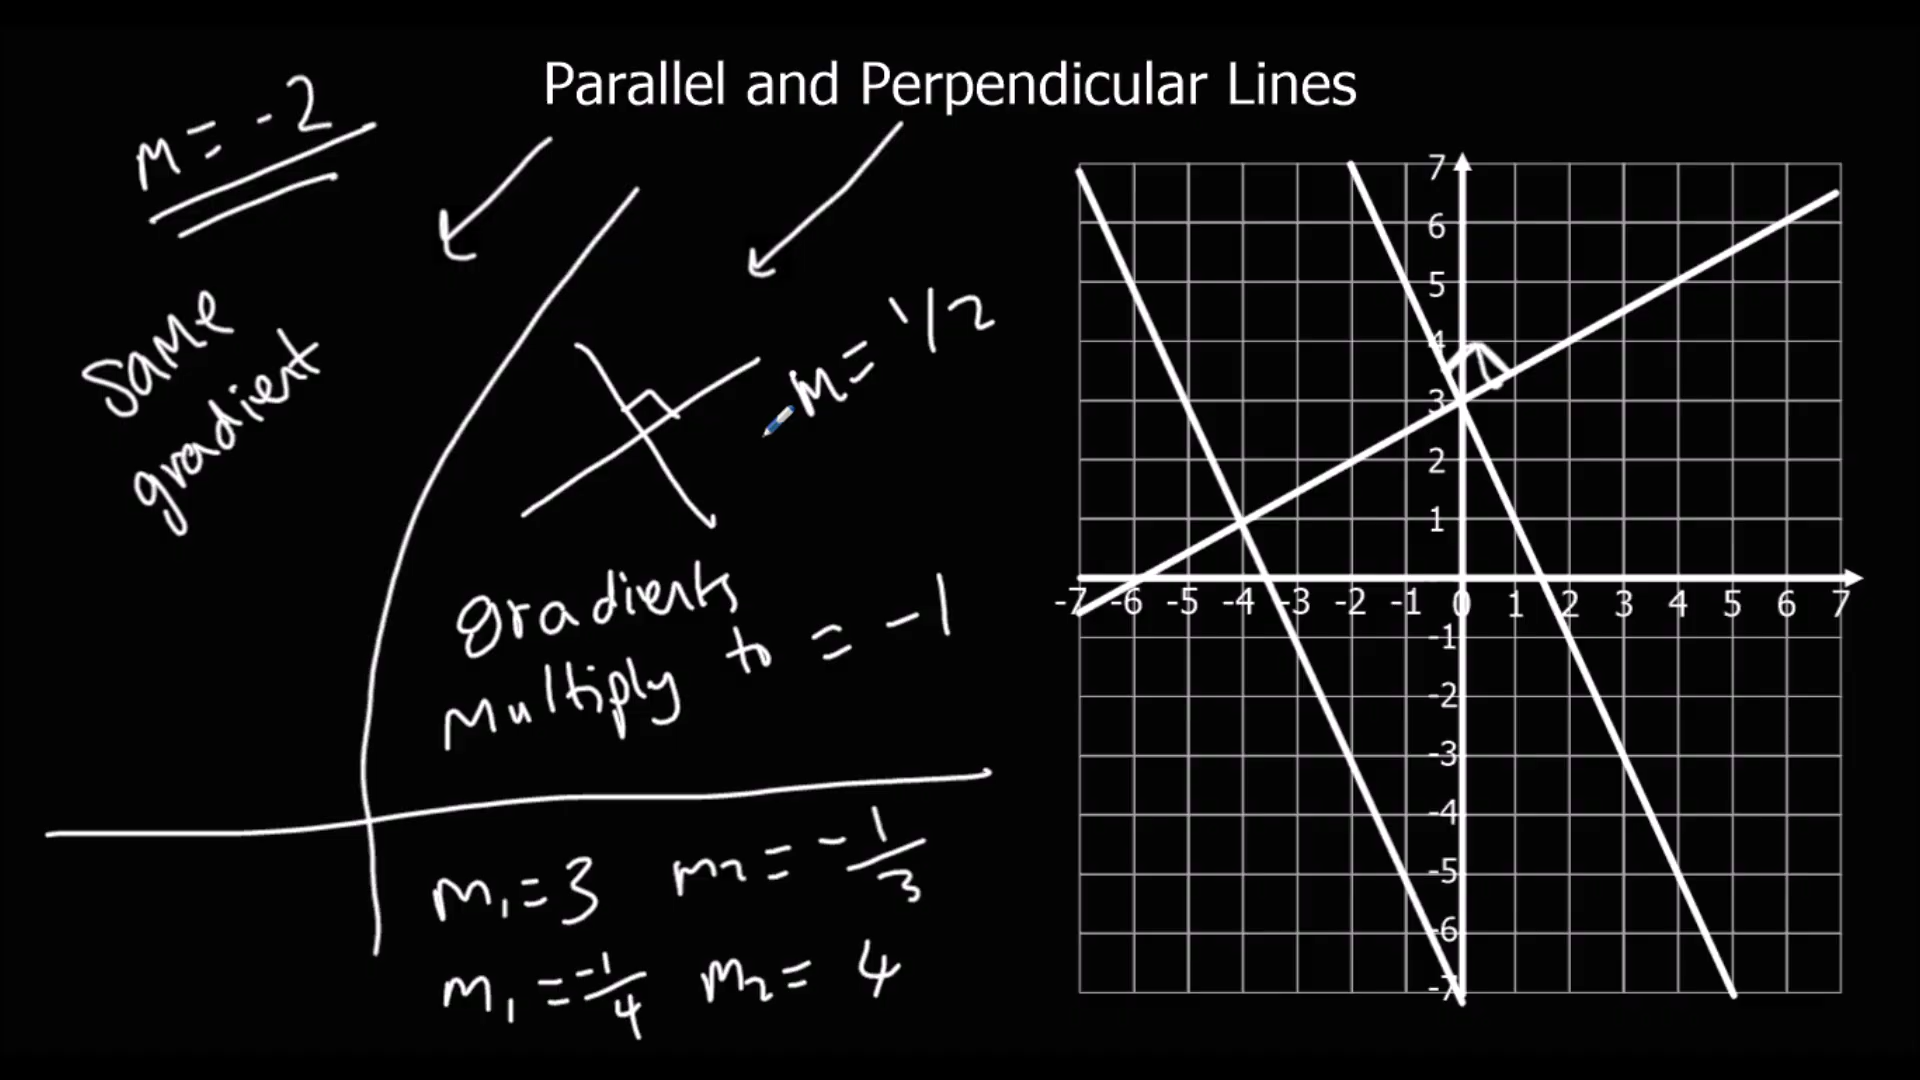 Parallel and Perpendicular Lines
m = -2
same
gradient
m = 1/2
gradients
multiply to = -1
m₁ = 3 m₂ = -1/3
m₁ = -1/4 m₂ = 4
7
6
5
4
3
2
1
-7 -6 -5 -4 -3 -2 -1 0 1 2 3 4 5 6 7
-1
-2
-3
-4
-5
-6
-7